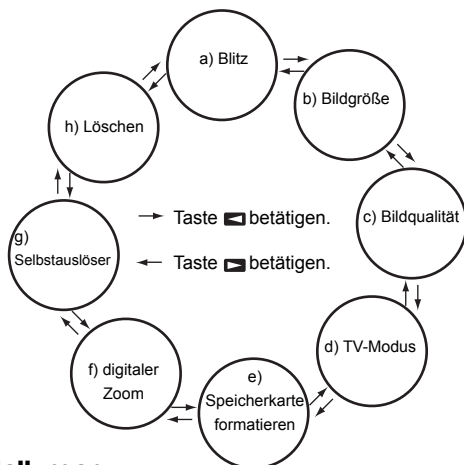 a) Blitz
b) Bildgröße
c) Bildqualität
d) TV-Modus
e)
Speicherkarte
formatieren
f) digitaler
Zoom
g)
Selbstauslöser
h) Löschen
Taste betätigen.
Taste betätigen.